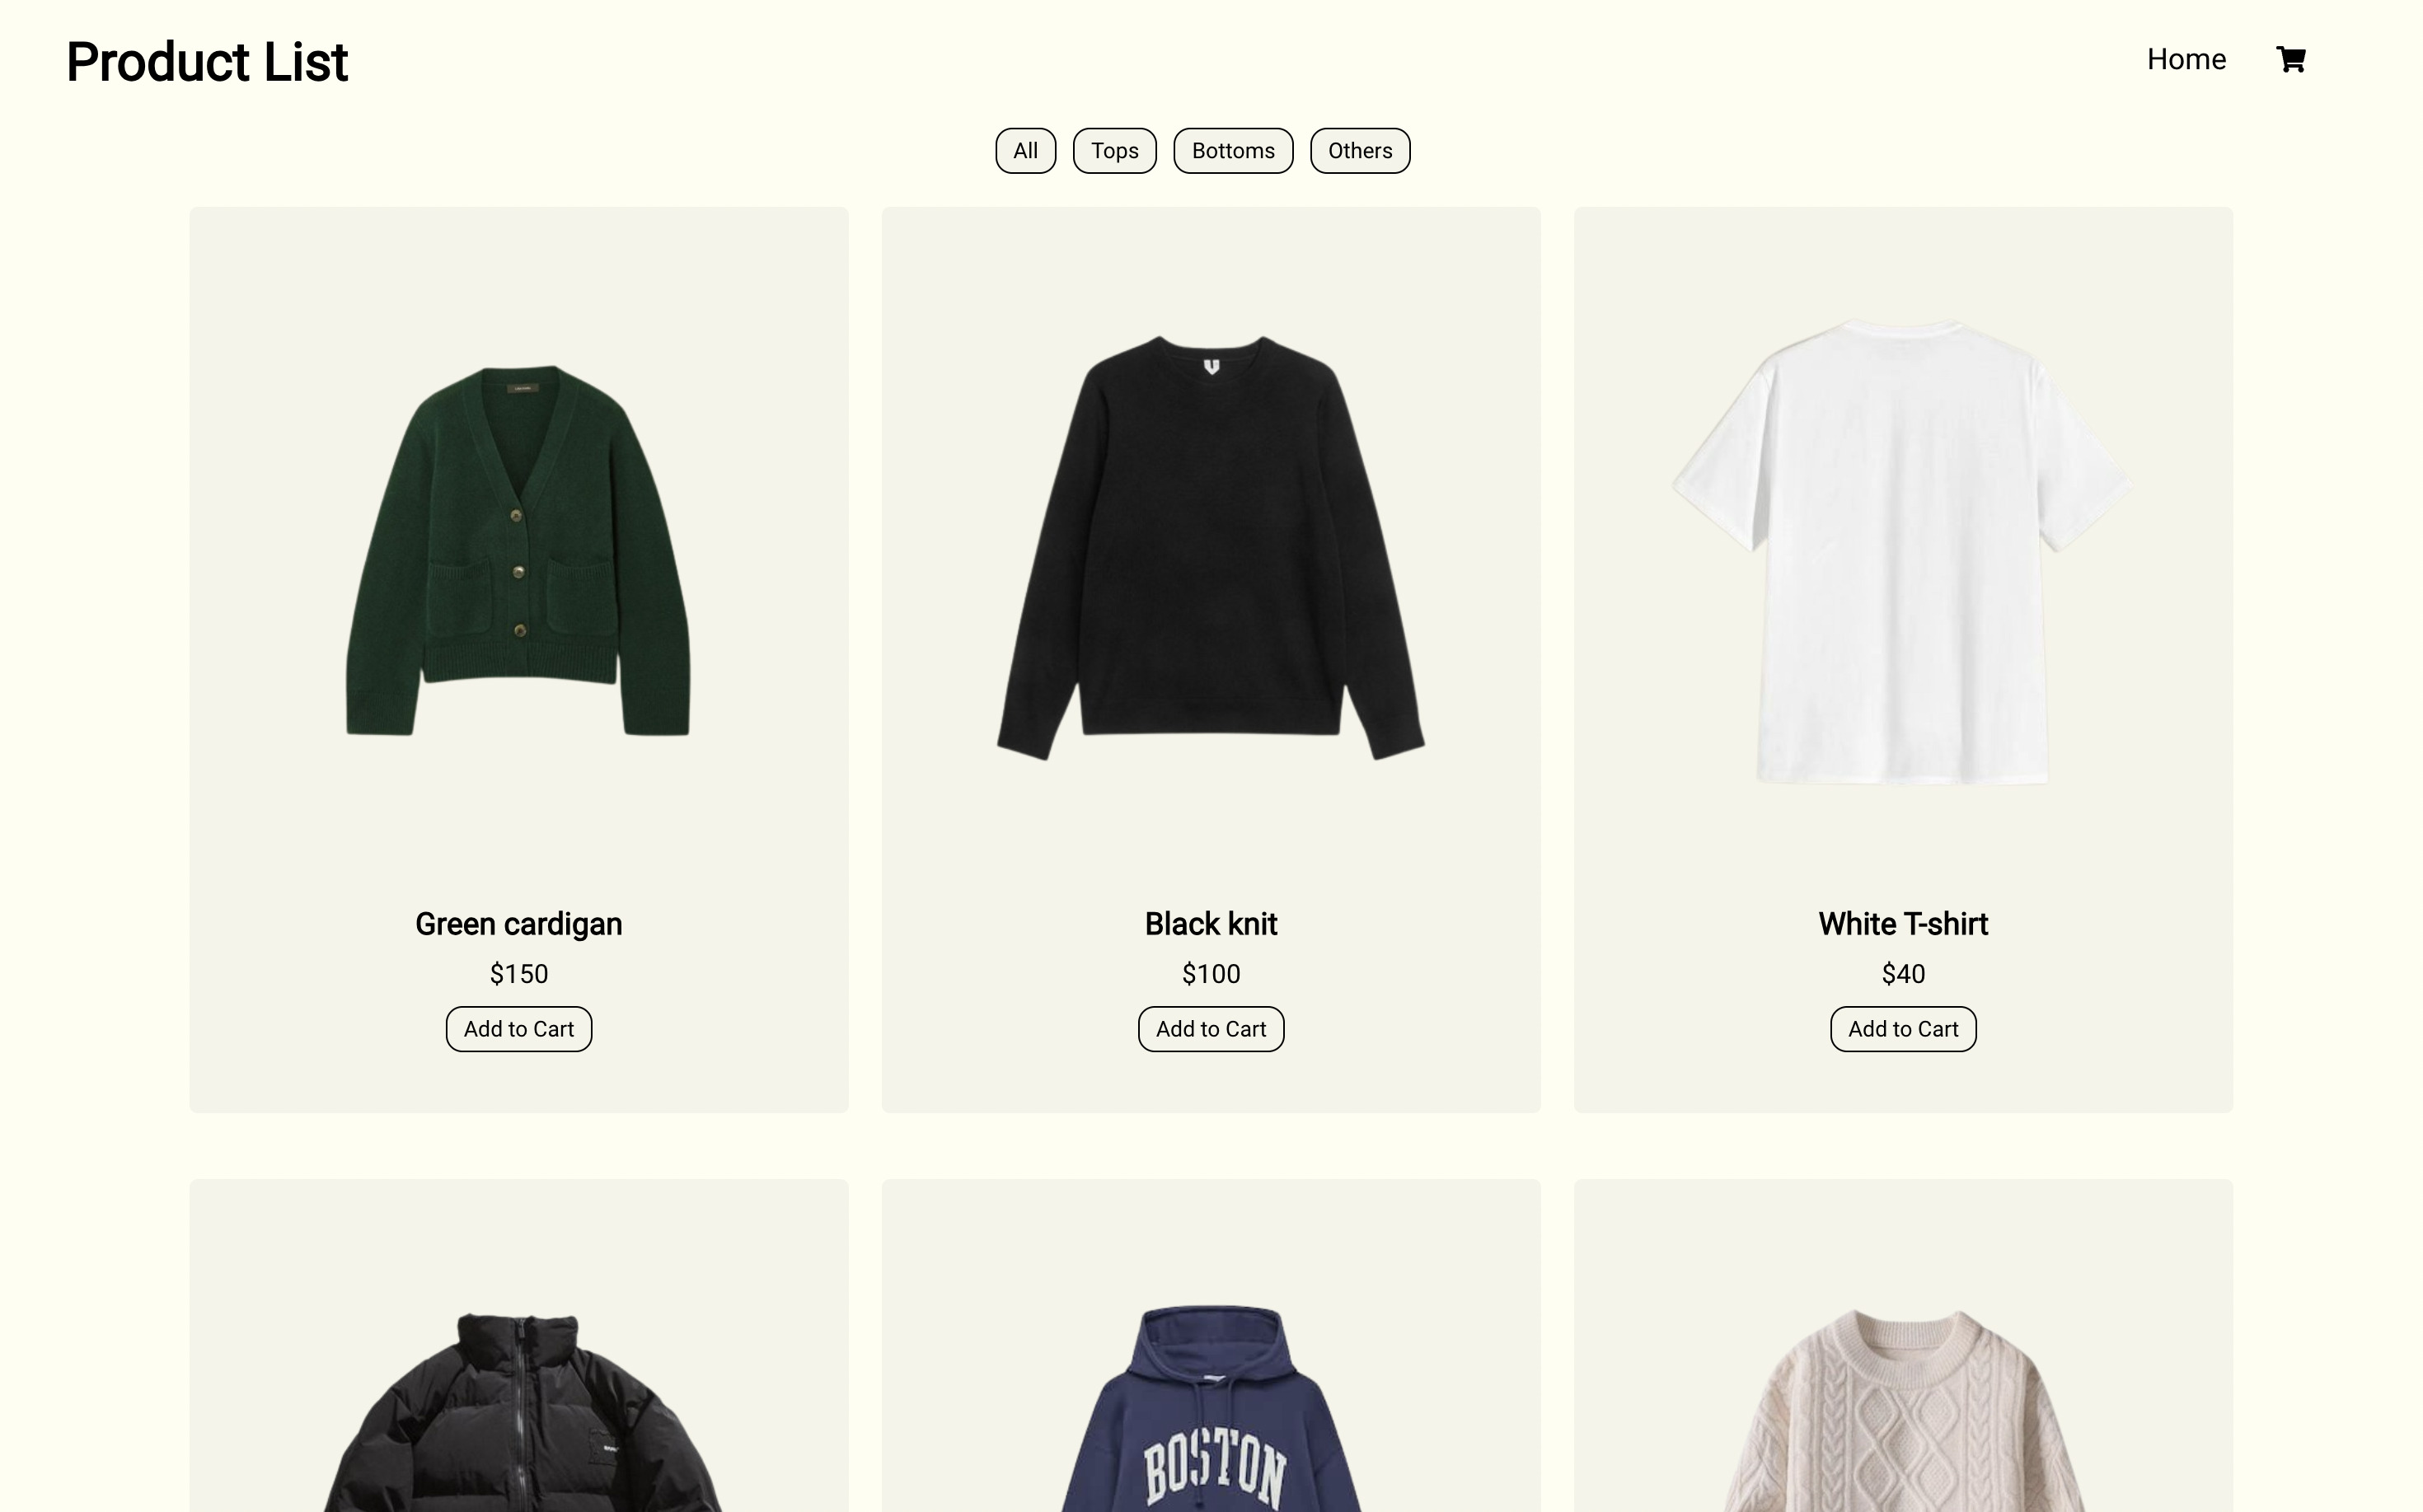 Product List
Home
All
Tops
Bottoms
Others
Green cardigan
$150
Add to Cart
Black knit
$100
Add to Cart
White T-shirt
$40
Add to Cart
BOSTON